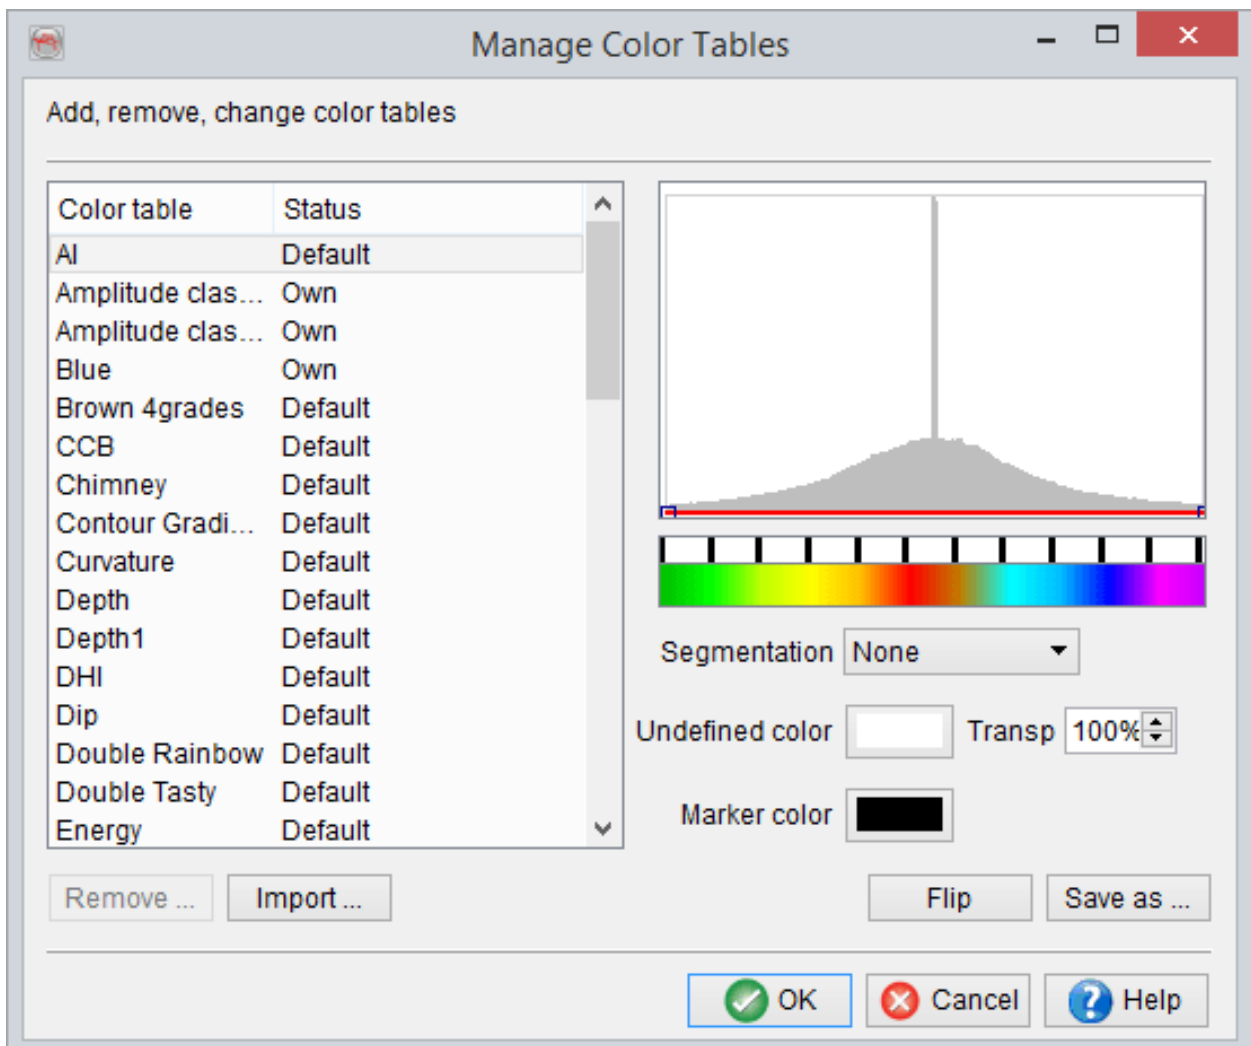 Manage Color Tables
Add, remove, change color tables
Color table Status
AI Default
Amplitude clas... Own
Amplitude clas... Own
Blue Own
Brown 4grades Default
CCB Default
Chimney Default
Contour Gradi... Default
Curvature Default
Depth Default
Depth1 Default
DHI Default
Dip Default
Double Rainbow Default
Double Tasty Default
Energy Default
Segmentation None
Undefined color Transp 100%
Marker color
Remove ... Import ... Flip Save as ...
OK Cancel Help